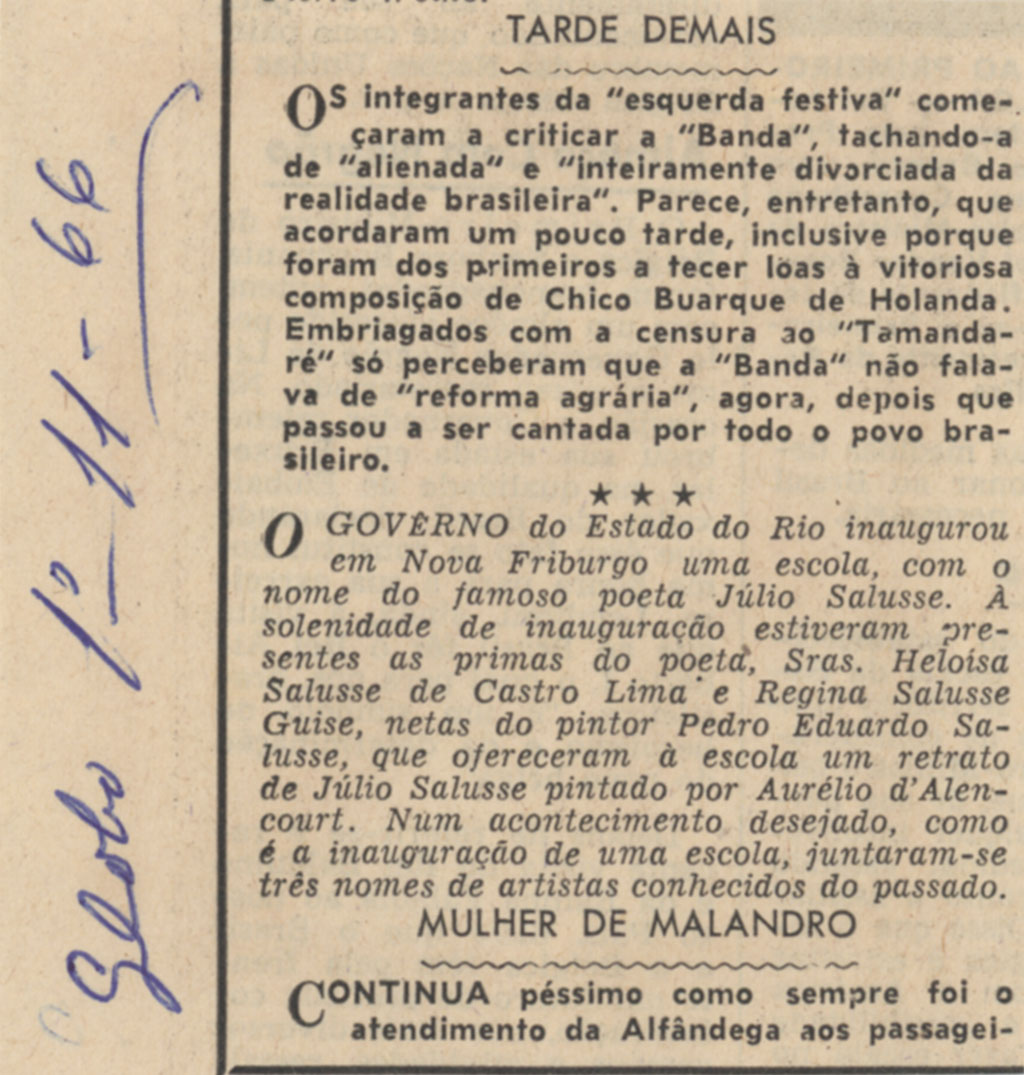 TARDE DEMAIS
OS integrantes da "esquerda festiva" come-
çaram a criticar a "Banda", tachando-a
de "alienada" e "inteiramente divorciada da
realidade brasileira". Parece, entretanto, que
acordaram um pouco tarde, inclusive porque
foram dos primeiros a tecer lôas à vitoriosa
composição de Chico Buarque de Holanda.
Embriagados com a censura ao "Tamanda-
ré" só perceberam que a "Banda" não fala-
va de "reforma agrária", agora, depois que
passou a ser cantada por todo o povo bra-
sileiro.
★ ★ ★
O GOVÊRNO do Estado do Rio inaugurou
em Nova Friburgo uma escola, com o
nome do famoso poeta Júlio Salusse. À
solenidade de inauguração estiveram pre-
sentes as primas do poeta, Sras. Heloísa
Salusse de Castro Lima e Regina Salusse
Guise, netas do pintor Pedro Eduardo Sa-
lusse, que ofereceram à escola um retrato
de Júlio Salusse pintado por Aurélio d'Alen-
court. Num acontecimento desejado, como
é a inauguração de uma escola, juntaram-se
três nomes de artistas conhecidos do passado.
MULHER DE MALANDRO
CONTINUA péssimo como sempre foi o
atendimento da Alfândega aos passagei-
Globo 1º-11-66